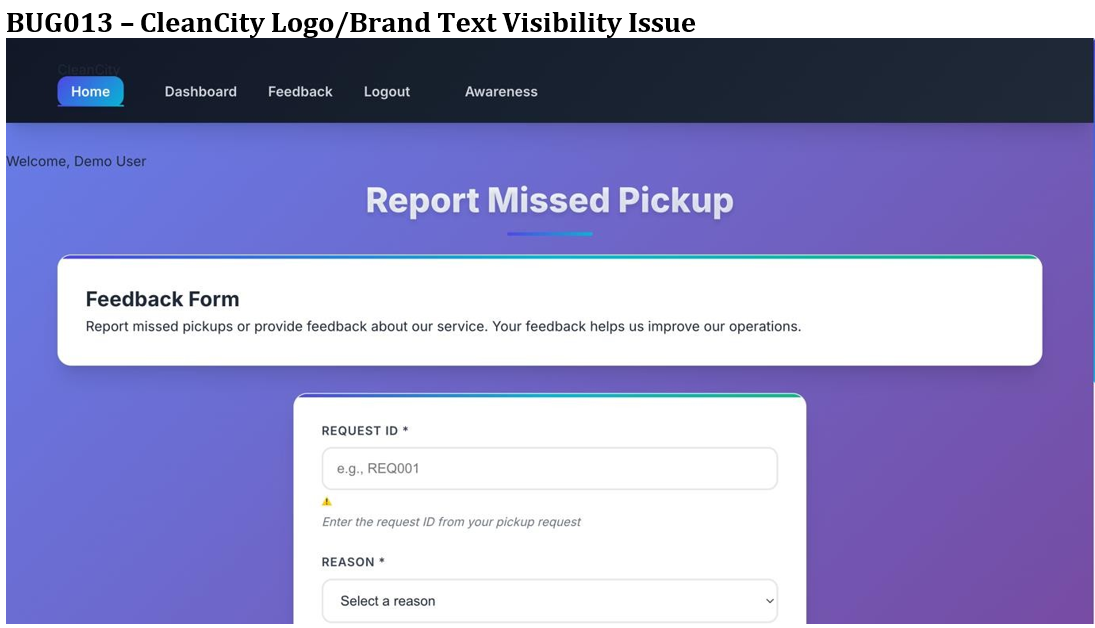 BUG013 – CleanCity Logo/Brand Text Visibility Issue
CleanCity
Home Dashboard Feedback Logout Awareness
Welcome, Demo User
Report Missed Pickup
Feedback Form
Report missed pickups or provide feedback about our service. Your feedback helps us improve our operations.
REQUEST ID *
e.g., REQ001
Enter the request ID from your pickup request
REASON *
Select a reason